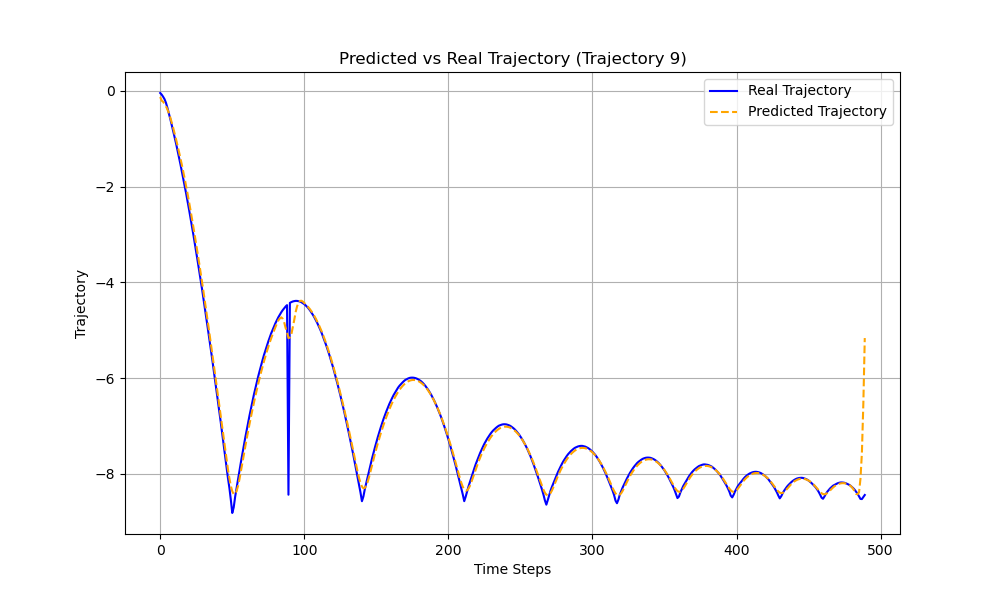 Predicted vs Real Trajectory (Trajectory 9)
Real Trajectory
Predicted Trajectory
0
−2
−4
−6
−8
Trajectory
0 100 200 300 400 500
Time Steps